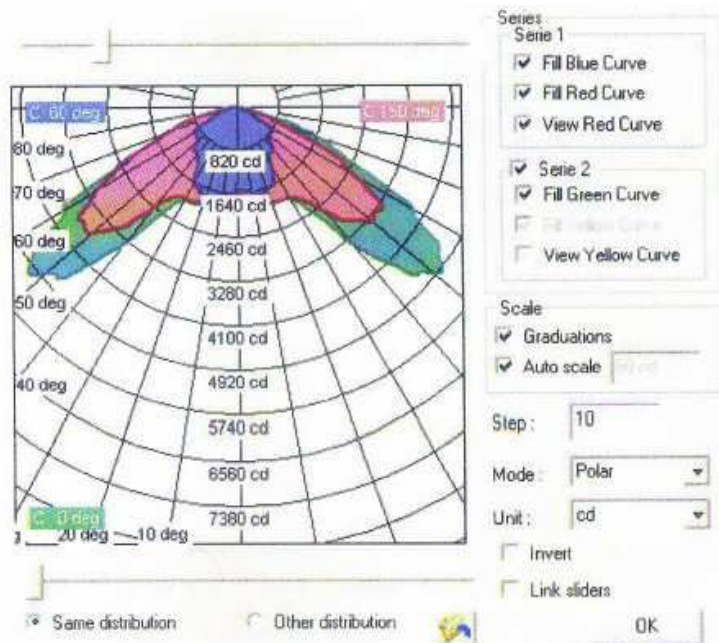 C: 60 deg
C: 150 deg
80 deg
70 deg
60 deg
50 deg
40 deg
820 cd
1640 cd
2460 cd
3280 cd
4100 cd
4920 cd
5740 cd
6560 cd
7380 cd
C: 0 deg
20 deg
10 deg
Same distribution
Other distribution
Series
Serie 1
Fill Blue Curve
Fill Red Curve
View Red Curve
Serie 2
Fill Green Curve
Fill Yellow Curve
View Yellow Curve
Scale
Graduations
Auto scale
Step :
10
Mode :
Polar
Unit :
cd
Invert
Link sliders
OK